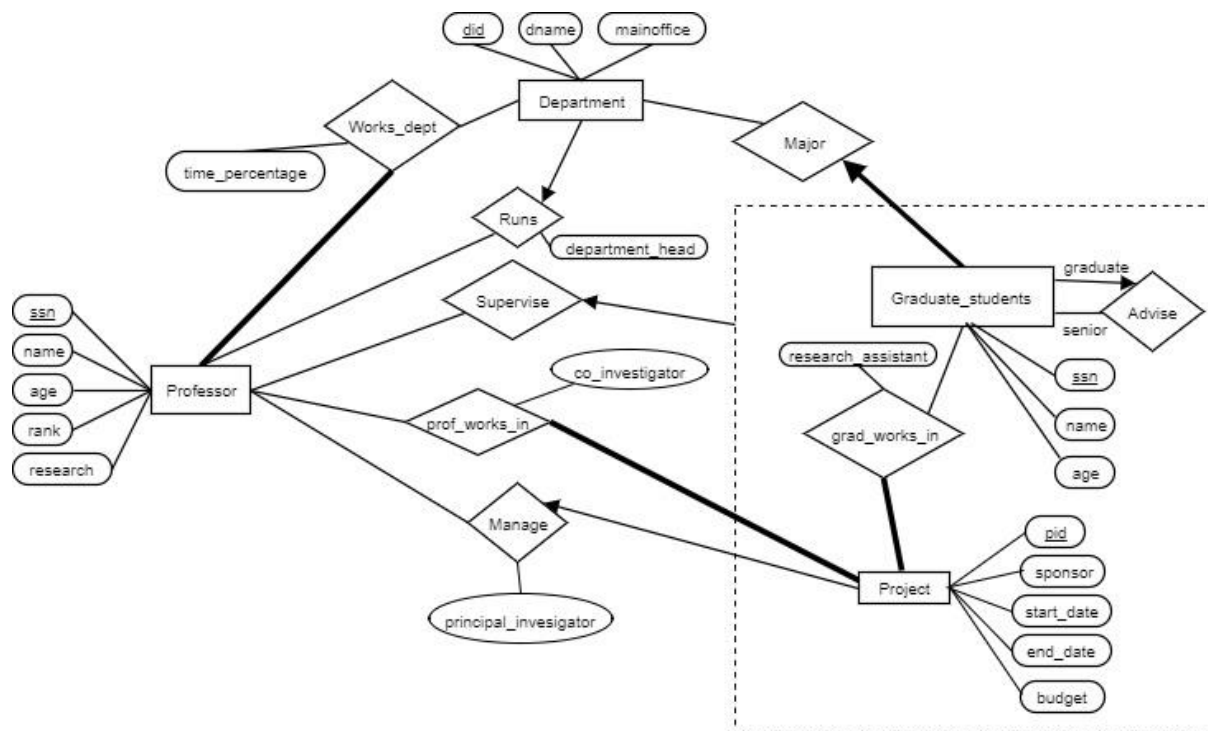 did
dname
mainoffice
Department
Works_dept
Major
time_percentage
Runs
department_head
graduate
Supervise
Graduate_students
Advise
senior
ssn
name
age
rank
research
Professor
co_investigator
research_assistant
ssn
name
age
prof_works_in
grad_works_in
Manage
pid
sponsor
start_date
end_date
budget
Project
principal_invesigator